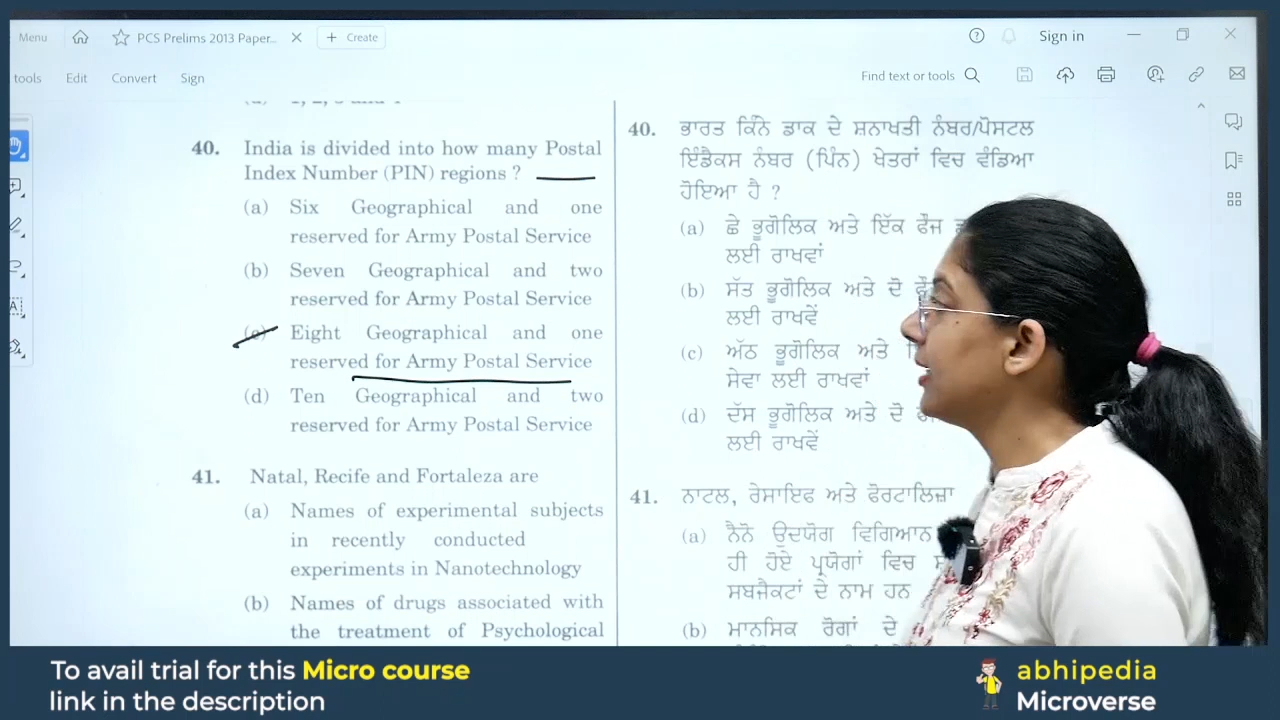 Menu
PCS Prelims 2013 Paper...
Create
Sign in
tools
Edit
Convert
Sign
Find text or tools
40. India is divided into how many Postal
Index Number (PIN) regions ?
(a) Six Geographical and one
reserved for Army Postal Service
(b) Seven Geographical and two
reserved for Army Postal Service
(c) Eight Geographical and one
reserved for Army Postal Service
(d) Ten Geographical and two
reserved for Army Postal Service
41. Natal, Recife and Fortaleza are
(a) Names of experimental subjects
in recently conducted
experiments in Nanotechnology
(b) Names of drugs associated with
the treatment of Psychological
40. ਭਾਰਤ ਕਿੰਨੇ ਡਾਕ ਦੇ ਸ਼ਨਾਖਤੀ ਨੰਬਰ/ਪੋਸਟਲ
ਇੰਡੈਕਸ ਨੰਬਰ (ਪਿੰਨ) ਖੇਤਰਾਂ ਵਿਚ ਵੰਡਿਆ
ਹੋਇਆ ਹੈ ?
(a) ਛੇ ਭੂਗੋਲਿਕ ਅਤੇ ਇੱਕ ਫੌਜ
ਲਈ ਰਾਖਵਾਂ
(b) ਸੱਤ ਭੂਗੋਲਿਕ ਅਤੇ ਦੋ
ਲਈ ਰਾਖਵੇਂ
(c) ਅੱਠ ਭੂਗੋਲਿਕ ਅਤੇ
ਸੇਵਾ ਲਈ ਰਾਖਵਾਂ
(d) ਦੱਸ ਭੂਗੋਲਿਕ ਅਤੇ ਦੋ
ਲਈ ਰਾਖਵੇਂ
41. ਨਾਟਲ, ਰੇਸਾਇਫ ਅਤੇ ਫੋਰਟਾਲਿਜ਼ਾ
(a) ਨੈਨੋ ਉਦਯੋਗ ਵਿਗਿਆਨ
ਹੀ ਹੋਏ ਪ੍ਰਯੋਗਾਂ ਵਿਚ
ਸਬਜੈਕਟਾਂ ਦੇ ਨਾਮ ਹਨ
(b) ਮਾਨਸਿਕ ਰੋਗਾਂ ਦੇ
To avail trial for this Micro course
link in the description
abhipedia
Microverse